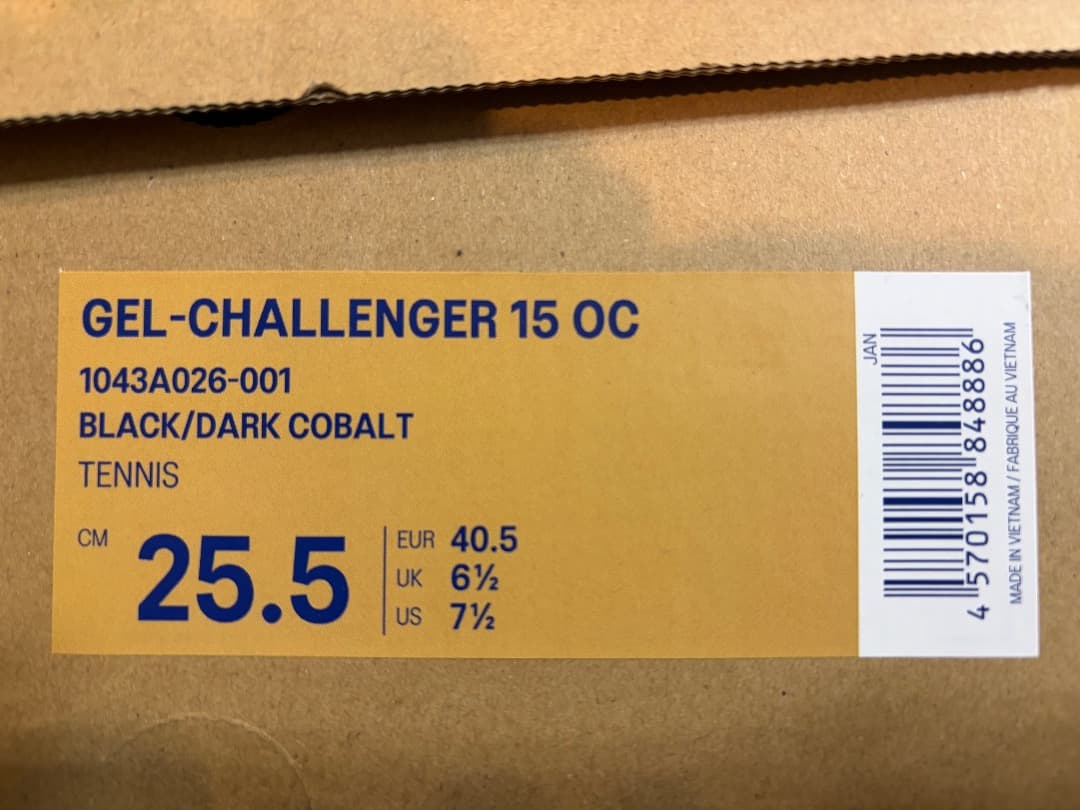 GEL-CHALLENGER 15 OC
1043A026-001
BLACK/DARK COBALT
TENNIS
CM 25.5
EUR 40.5
UK 6½
US 7½
JAN
4 570158 848886
MADE IN VIETNAM / FABRIQUE AU VIETNAM